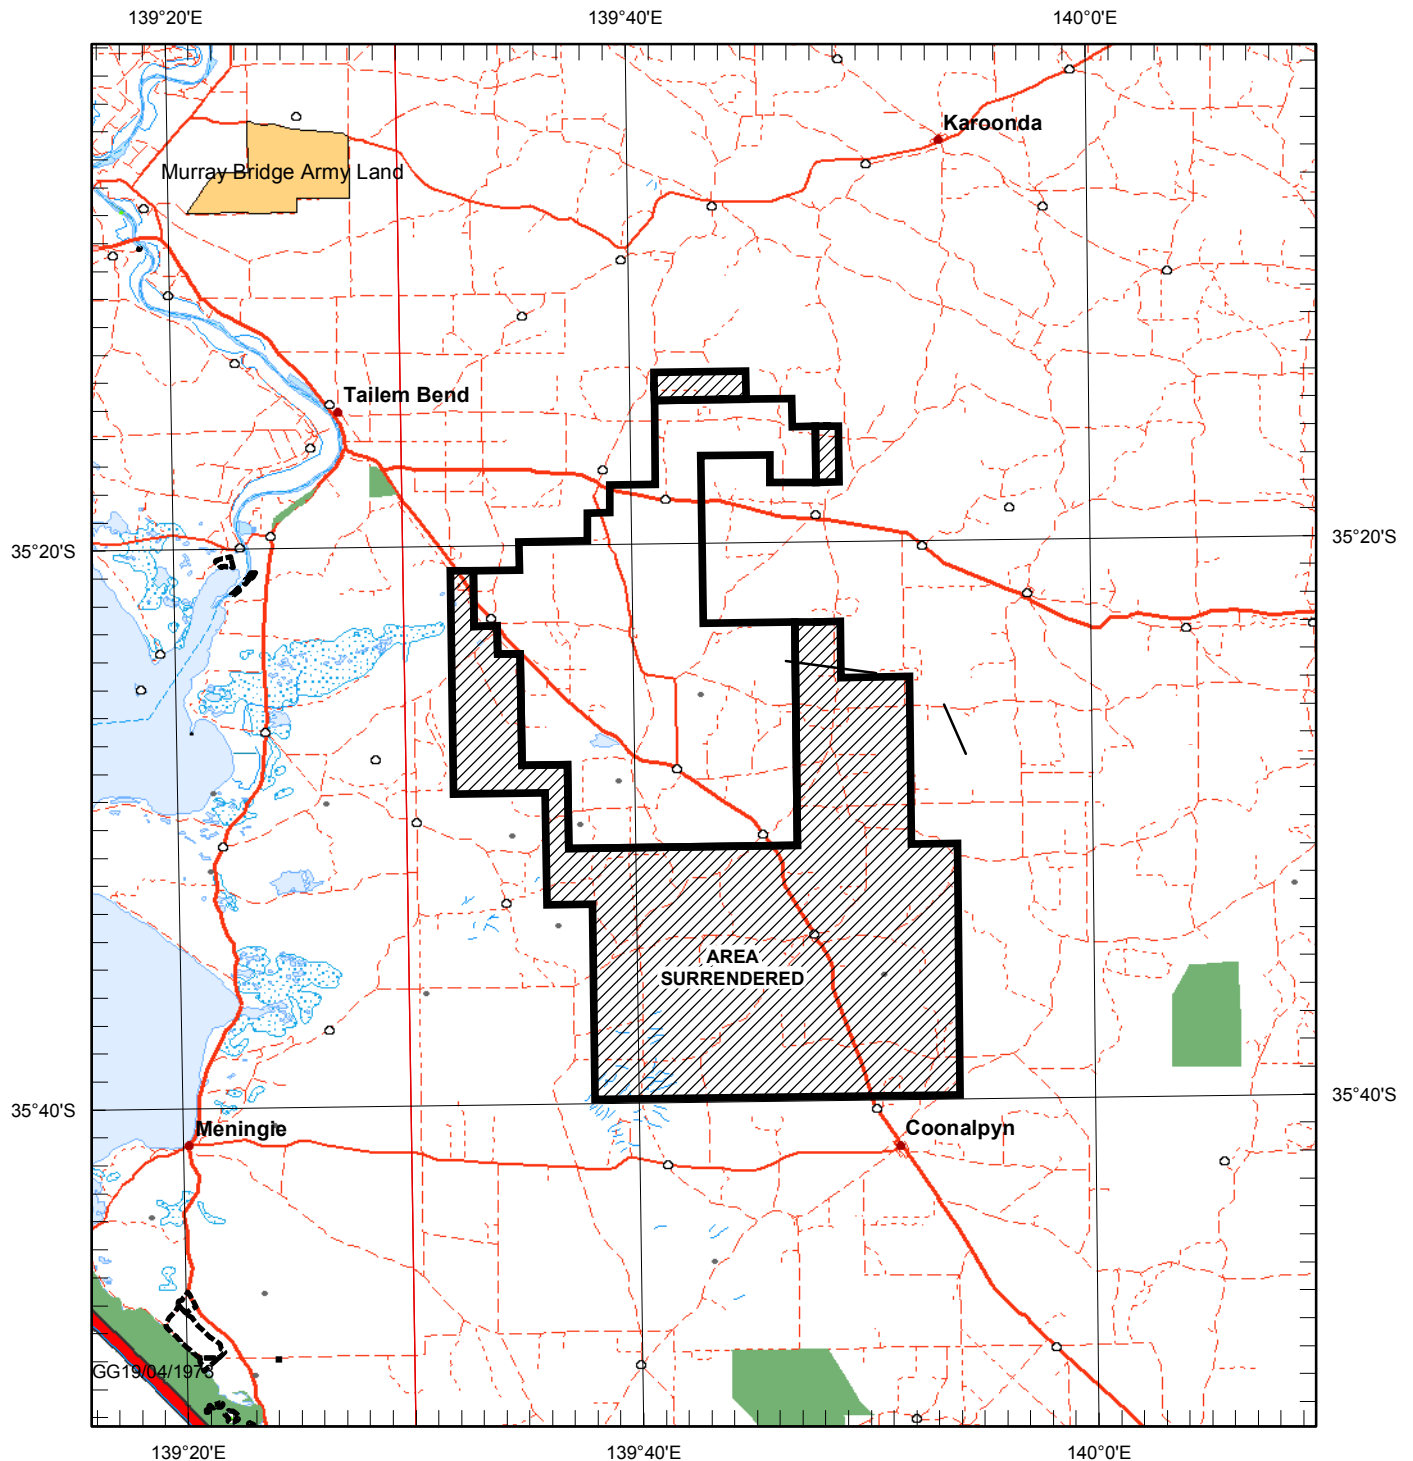 139°20'E
139°40'E
140°0'E
Karoonda
Murray Bridge Army Land
Tailem Bend
35°20'S
35°20'S
AREA
SURRENDERED
35°40'S
35°40'S
Meningie
Coonalpyn
GG19/04/1973
139°20'E
139°40'E
140°0'E